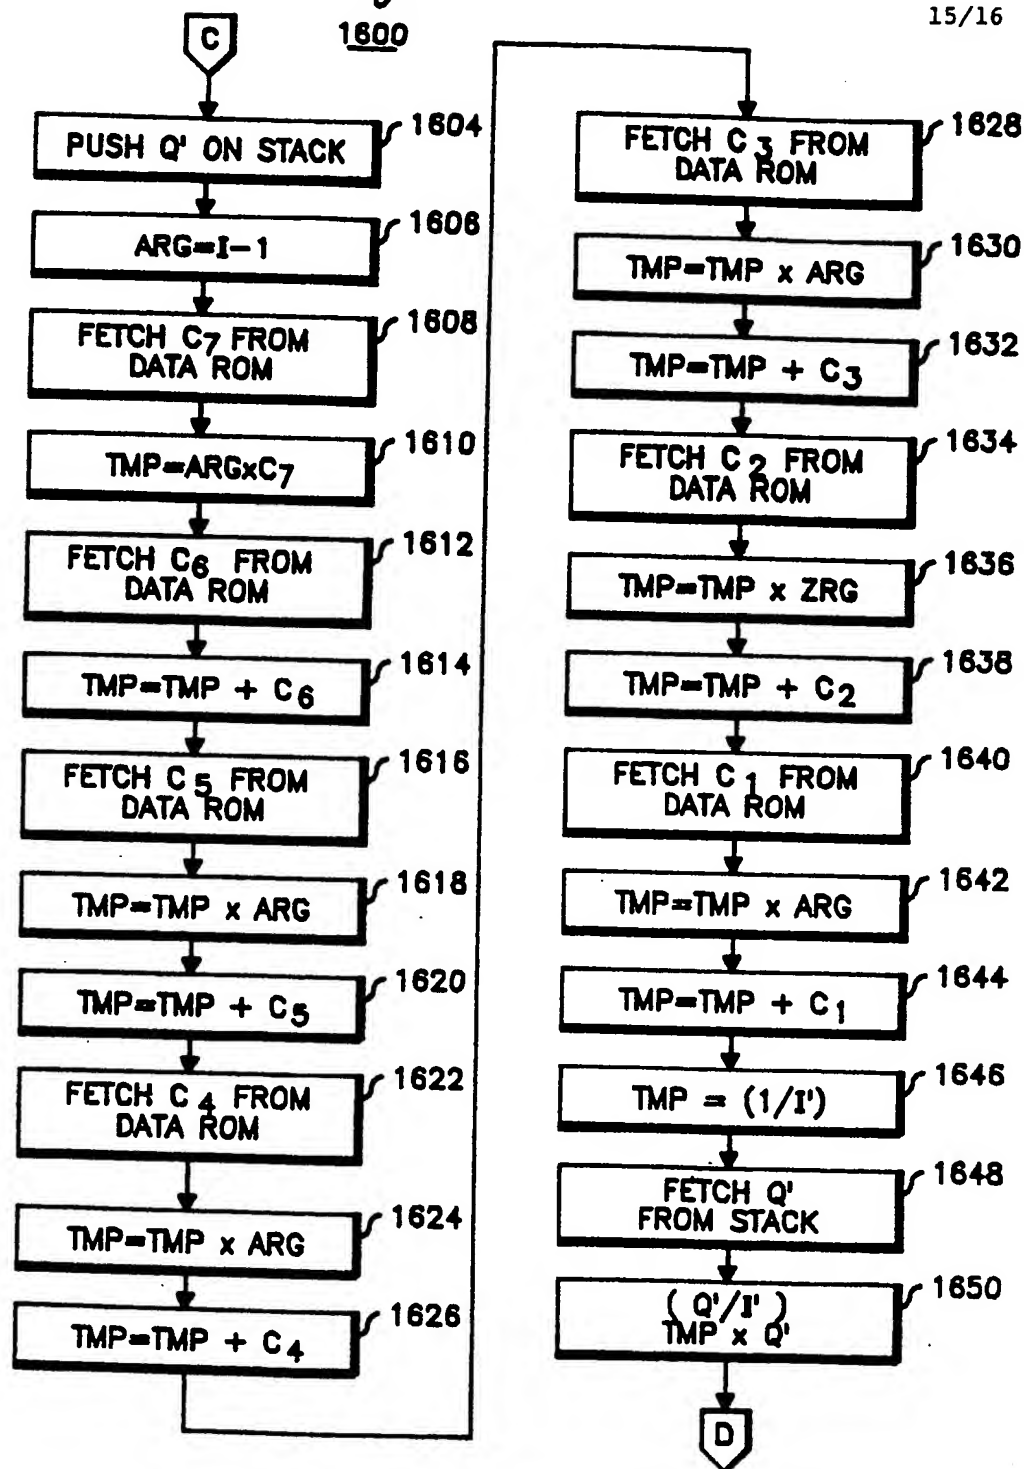 15/16
1600
C
PUSH Q' ON STACK
1604
ARG=I-1
1606
FETCH C7 FROM
DATA ROM
1608
TMP=ARGxC7
1610
FETCH C6 FROM
DATA ROM
1612
TMP=TMP + C6
1614
FETCH C5 FROM
DATA ROM
1616
TMP=TMP x ARG
1618
TMP=TMP + C5
1620
FETCH C4 FROM
DATA ROM
1622
TMP=TMP x ARG
1624
TMP=TMP + C4
1626
FETCH C3 FROM
DATA ROM
1628
TMP=TMP x ARG
1630
TMP=TMP + C3
1632
FETCH C2 FROM
DATA ROM
1634
TMP=TMP x ZRG
1636
TMP=TMP + C2
1638
FETCH C1 FROM
DATA ROM
1640
TMP=TMP x ARG
1642
TMP=TMP + C1
1644
TMP = (1/I')
1646
FETCH Q'
FROM STACK
1648
( Q'/I' )
TMP x Q'
1650
D